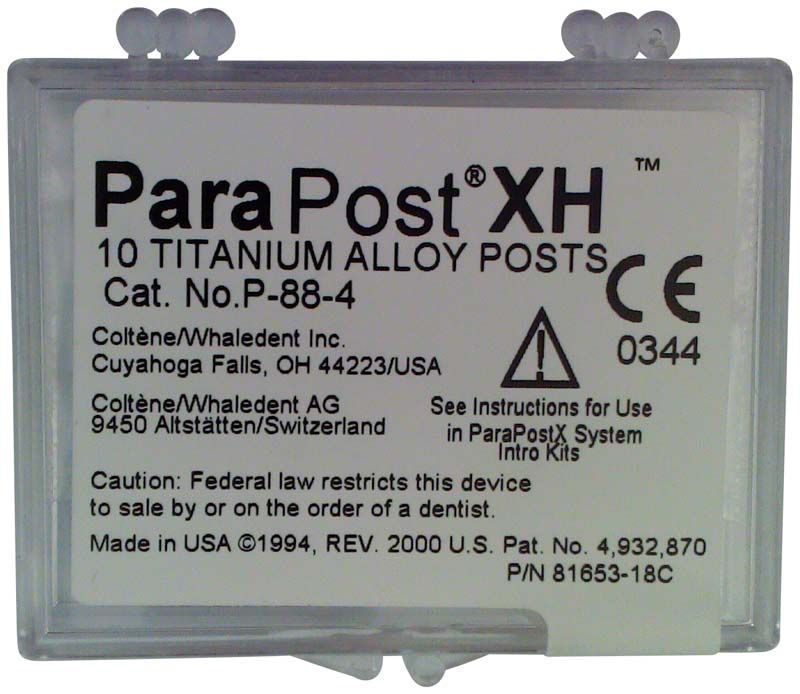 ParaPost® XH ™
10 TITANIUM ALLOY POSTS
Cat. No.P-88-4
CE
0344
Coltène/Whaledent Inc.
Cuyahoga Falls, OH 44223/USA
Coltène/Whaledent AG
9450 Altstätten/Switzerland
!
See Instructions for Use
in ParaPostX System
Intro Kits
Caution: Federal law restricts this device
to sale by or on the order of a dentist.
Made in USA ©1994, REV. 2000 U.S. Pat. No. 4,932,870
P/N 81653-18C